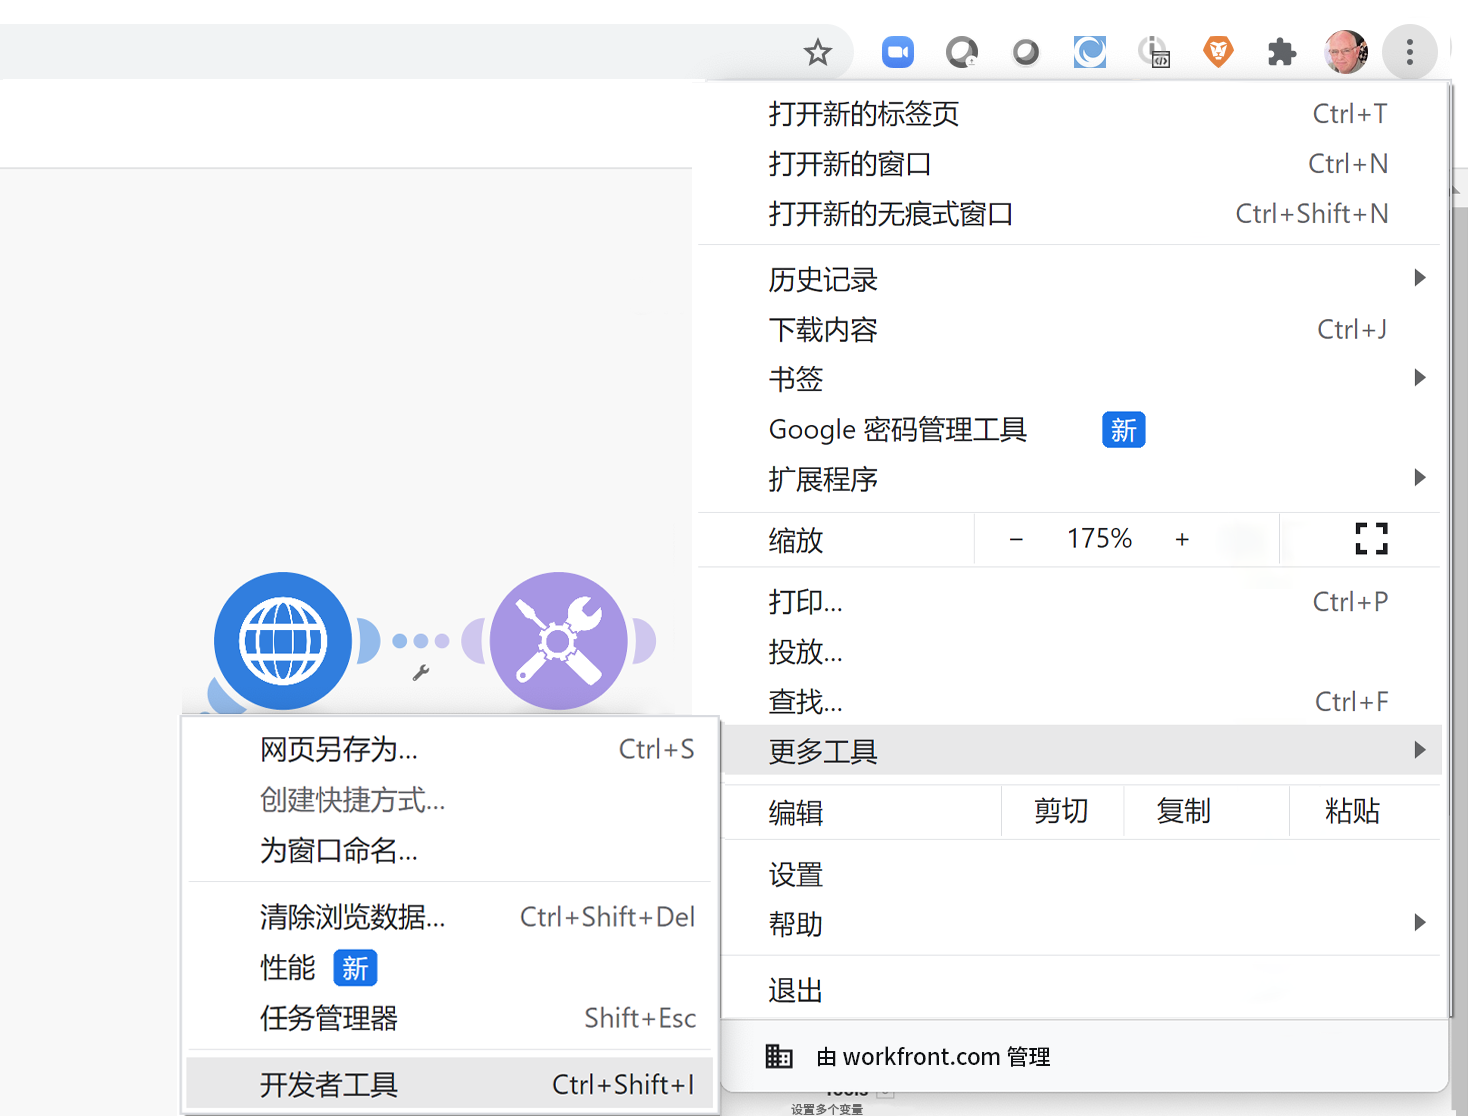 打开新的标签页 Ctrl+T
打开新的窗口 Ctrl+N
打开新的无痕式窗口 Ctrl+Shift+N
历史记录
下载内容 Ctrl+J
书签
Google 密码管理工具 新
扩展程序
缩放 − 175% +
打印... Ctrl+P
投放...
查找... Ctrl+F
更多工具
编辑 剪切 复制 粘贴
设置
帮助
退出
由 workfront.com 管理
网页另存为... Ctrl+S
创建快捷方式...
为窗口命名...
清除浏览数据... Ctrl+Shift+Del
性能 新
任务管理器 Shift+Esc
开发者工具 Ctrl+Shift+I
设置多个变量